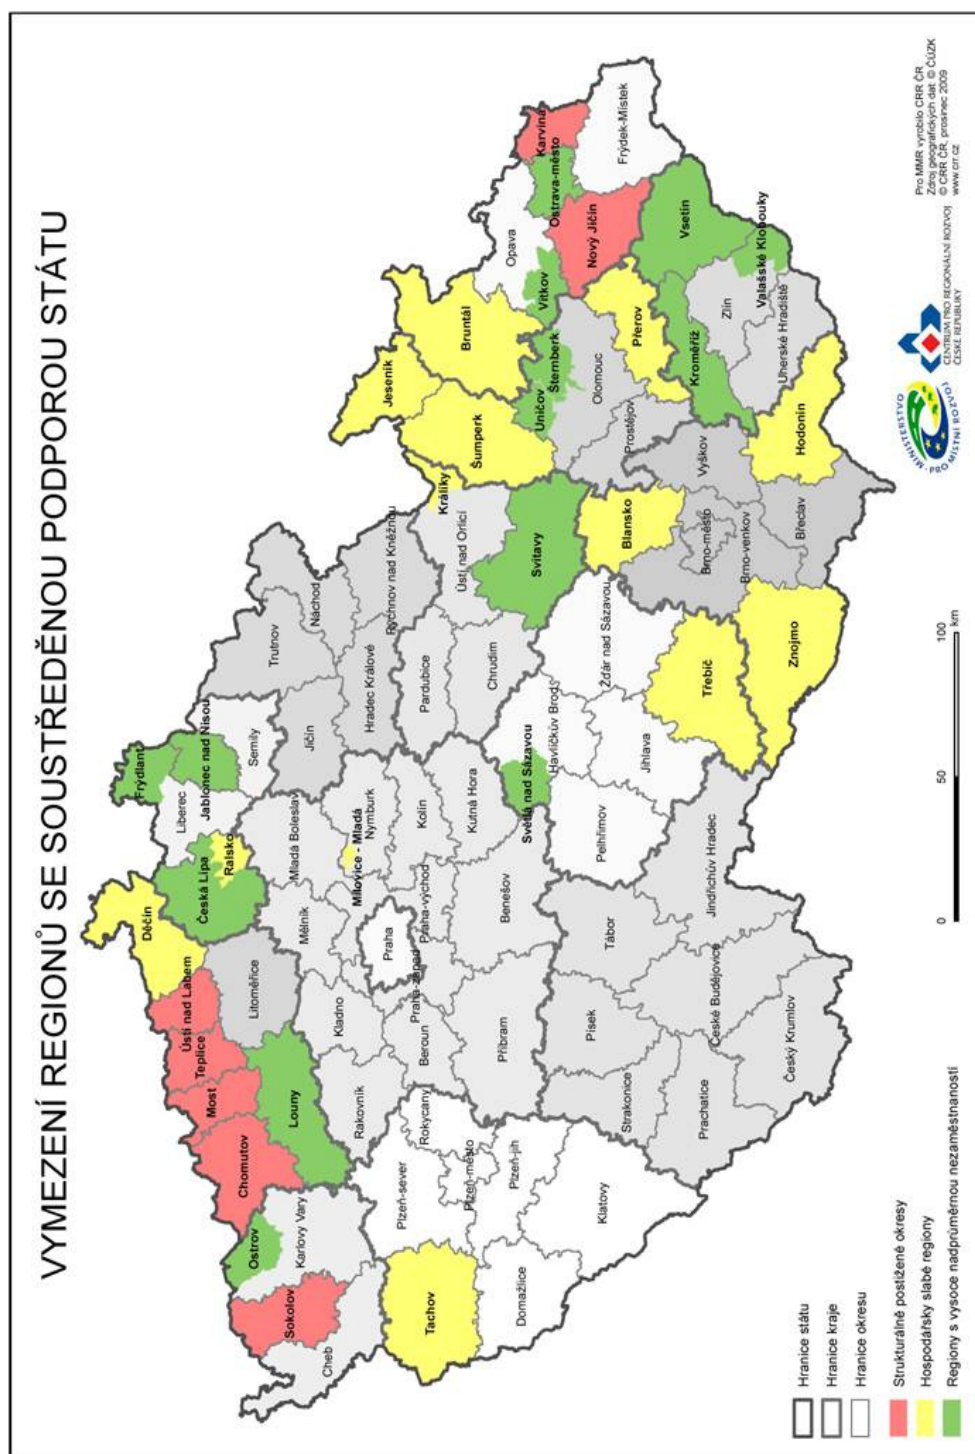 VYMEZENÍ REGIONŮ SE SOUSTŘEDĚNOU PODPOROU STÁTU
Frýdlant
Liberec
Jablonec nad Nisou
Semily
Děčín
Česká Lípa
Ralsko
Ústí nad Labem
Teplice
Most
Chomutov
Litoměřice
Louny
Ostrov
Karlovy Vary
Sokolov
Cheb
Trutnov
Náchod
Jičín
Hradec Králové
Rychnov nad Kněžnou
Mladá Boleslav
Mělník
Milovice - Mladá
Nymburk
Kladno
Rakovník
Praha
Praha-západ
Praha-východ
Beroun
Kolín
Kutná Hora
Benešov
Příbram
Pardubice
Chrudim
Ústí nad Orlicí
Králíky
Svitavy
Jeseník
Šumperk
Bruntál
Opava
Vítkov
Ostrava-město
Karviná
Frýdek-Místek
Nový Jičín
Uničov
Šternberk
Olomouc
Prostějov
Přerov
Kroměříž
Vsetín
Valašské Klobouky
Zlín
Uherské Hradiště
Tachov
Plzeň-sever
Rokycany
Plzeň-město
Plzeň-jih
Domažlice
Klatovy
Strakonice
Písek
Tábor
Prachatice
České Budějovice
Český Krumlov
Jindřichův Hradec
Světlá nad Sázavou
Havlíčkův Brod
Pelhřimov
Jihlava
Žďár nad Sázavou
Třebíč
Znojmo
Blansko
Brno-město
Brno-venkov
Vyškov
Břeclav
Hodonín
Hranice státu
Hranice kraje
Hranice okresu
Strukturálně postižené okresy
Hospodářsky slabé regiony
Regiony s vysoce nadprůměrnou nezaměstnaností
0 50 100
km
MINISTERSTVO
PRO MÍSTNÍ ROZVOJ
CENTRUM PRO REGIONÁLNÍ ROZVOJ
ČESKÉ REPUBLIKY
Pro MMR vyrobilo CRR ČR
Zdroj geografických dat: © ČÚZK
© CRR ČR, prosinec 2009
www.crr.cz